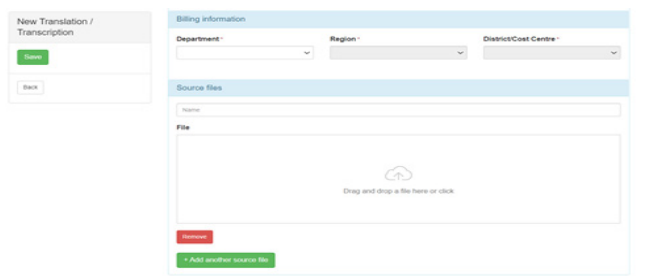 New Translation /
Transcription
Save
Back
Billing information
Department *
Region *
District/Cost Centre *
Source files
Name
File
Drag and drop a file here or click
Remove
+ Add another source file